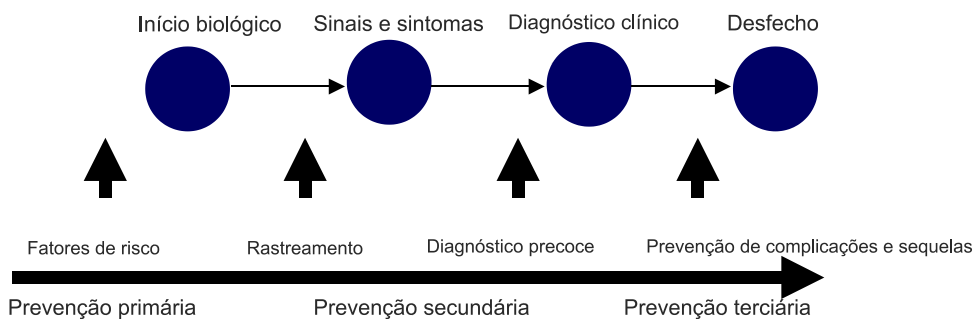 Início biológico
Sinais e sintomas
Diagnóstico clínico
Desfecho
Fatores de risco
Rastreamento
Diagnóstico precoce
Prevenção de complicações e sequelas
Prevenção primária
Prevenção secundária
Prevenção terciária